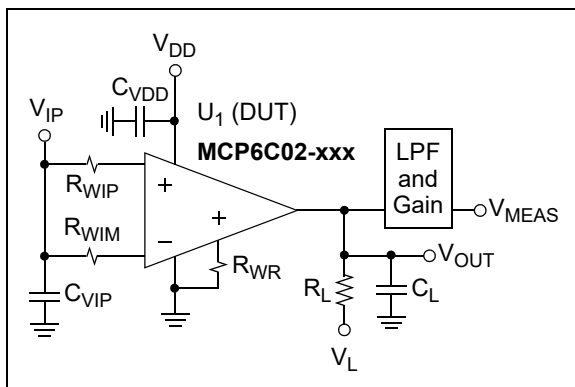 V_DD
C_VDD
V_IP
U_1 (DUT)
MCP6C02-xxx
LPF
and
Gain
R_WIP
+
+
V_MEAS
R_WIM
−
R_WR
V_OUT
C_VIP
R_L
C_L
V_L